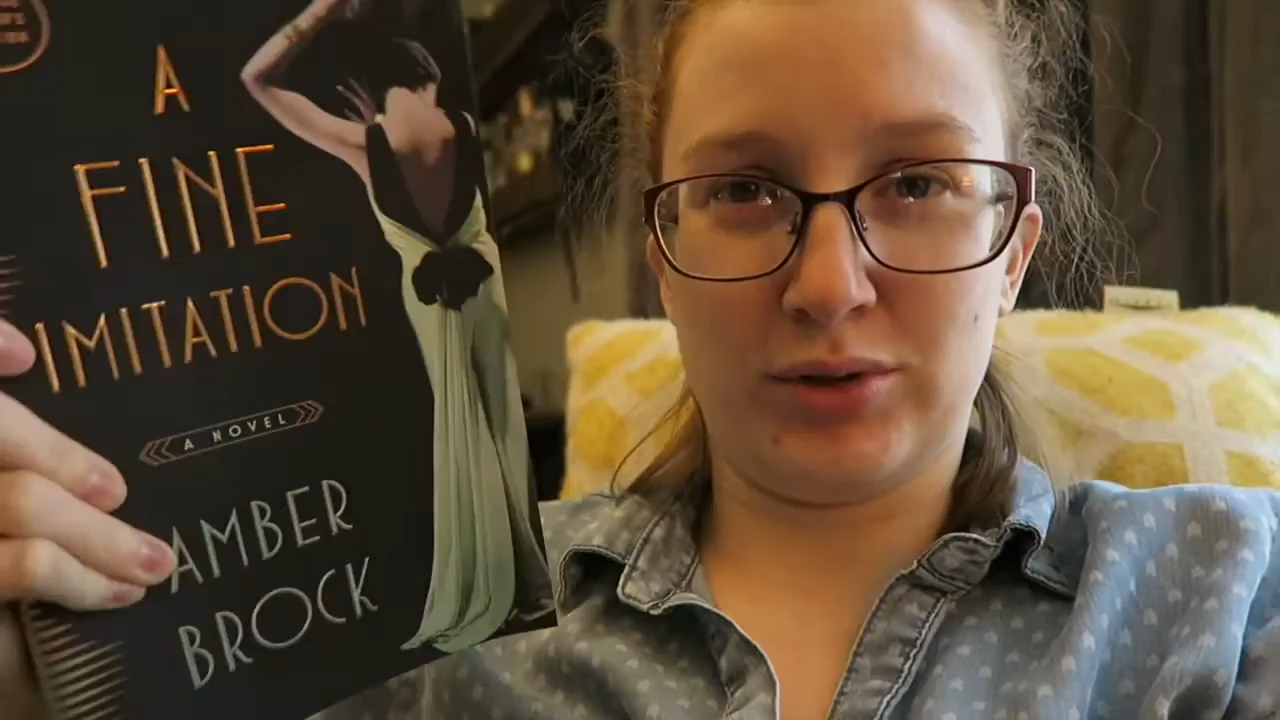 A
FINE
IMITATION
A NOVEL
AMBER
BROCK